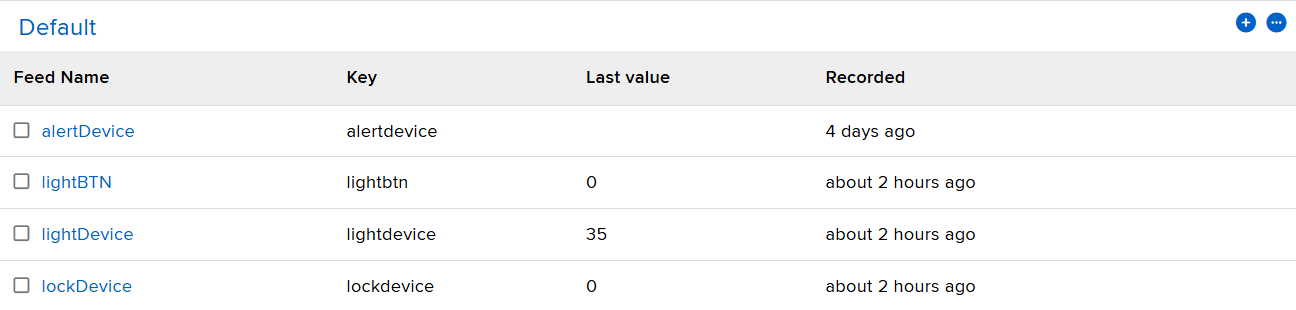 Default
Feed Name Key Last value Recorded
alertDevice alertdevice 4 days ago
lightBTN lightbtn 0 about 2 hours ago
lightDevice lightdevice 35 about 2 hours ago
lockDevice lockdevice 0 about 2 hours ago